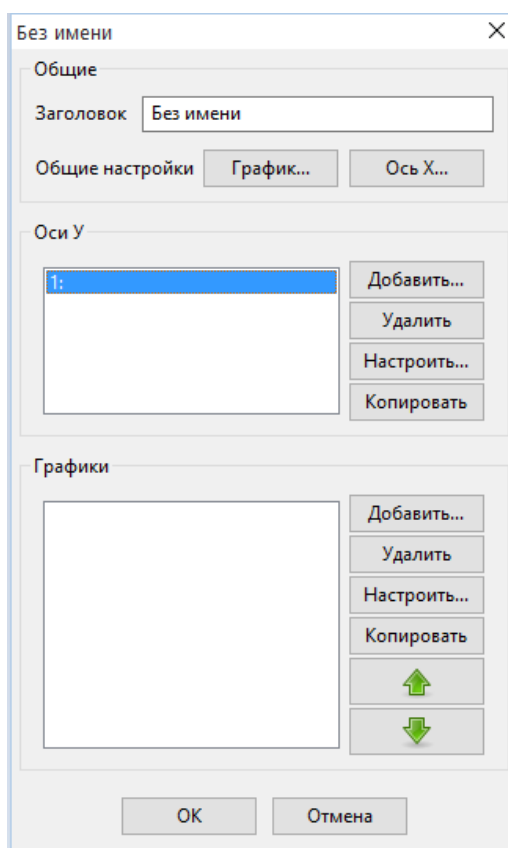 Без имени
Общие
Заголовок Без имени
Общие настройки График... Ось X...
Оси У
1:
Добавить...
Удалить
Настроить...
Копировать
Графики
Добавить...
Удалить
Настроить...
Копировать
OK Отмена